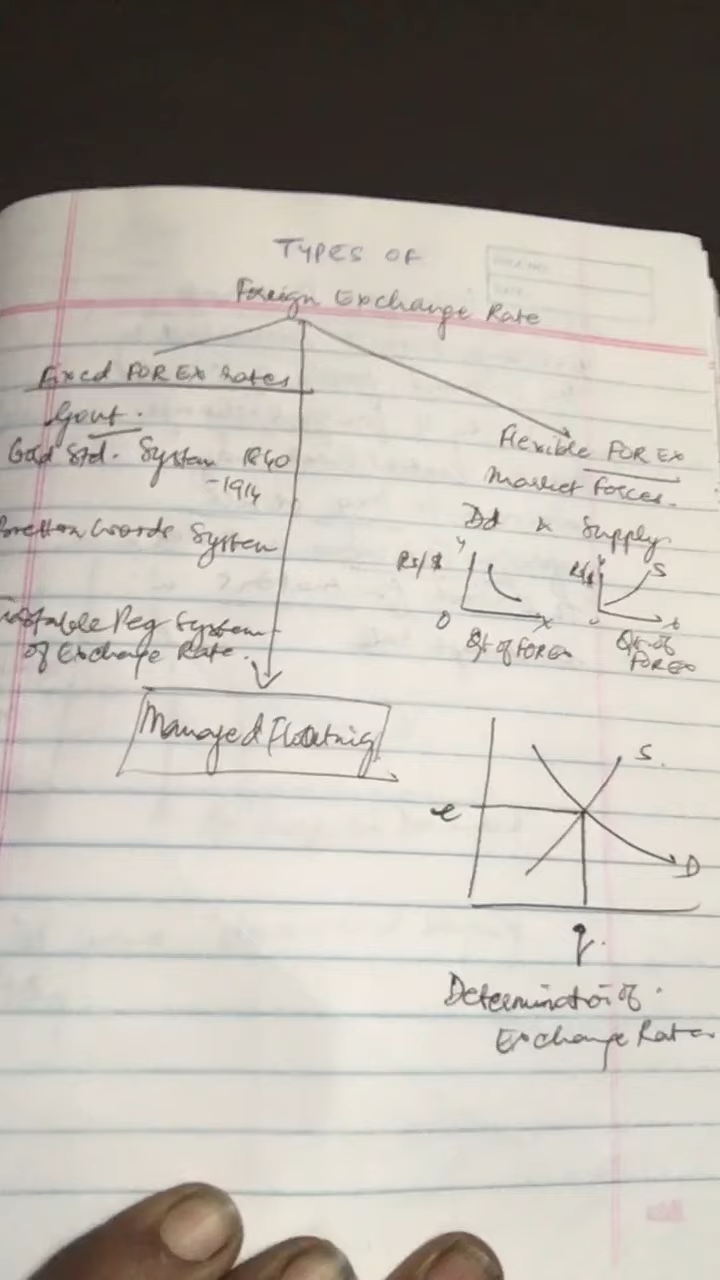 TYPES OF
Foreign Exchange Rate
Fixed FOREX rates
Govt.
Gold Std. System 1840
-1914
Bretton Woods System
Peg System
of Exchange Rate.
Managed Floating
Flexible FOREX
Market forces.
Dd & Supply
Rs/$ Y
O X
Qt. of FOREX
Rs/$ Y S
O X
Qt. of
FOREX
S.
e
D
q.
Determination of
Exchange Rate